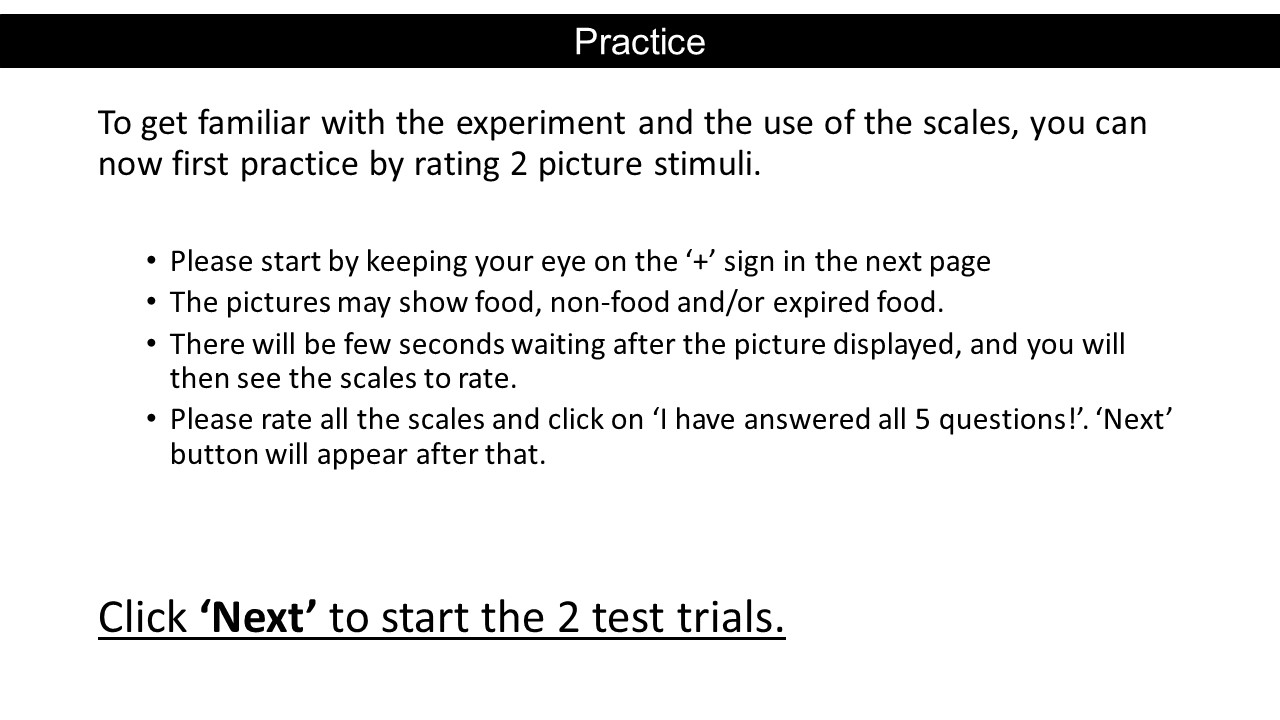 Practice
To get familiar with the experiment and the use of the scales, you can
now first practice by rating 2 picture stimuli.
• Please start by keeping your eye on the ‘+’ sign in the next page
• The pictures may show food, non-food and/or expired food.
• There will be few seconds waiting after the picture displayed, and you will
then see the scales to rate.
• Please rate all the scales and click on ‘I have answered all 5 questions!’. ‘Next’
button will appear after that.
Click ‘Next’ to start the 2 test trials.